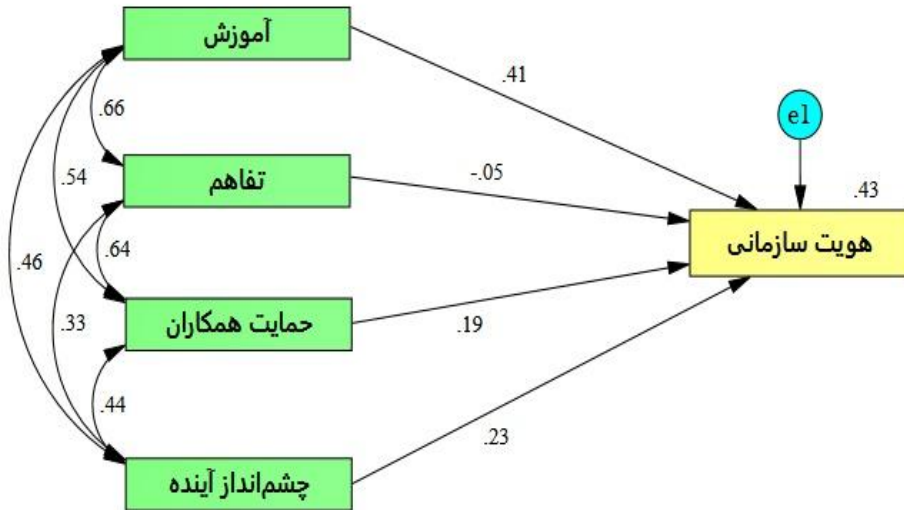 آموزش
.41
.66
e1
.54
تفاهم
-.05
.43
هویت سازمانی
.64
.46
.33
حمایت همکاران
.19
.44
.23
چشم‌انداز آینده